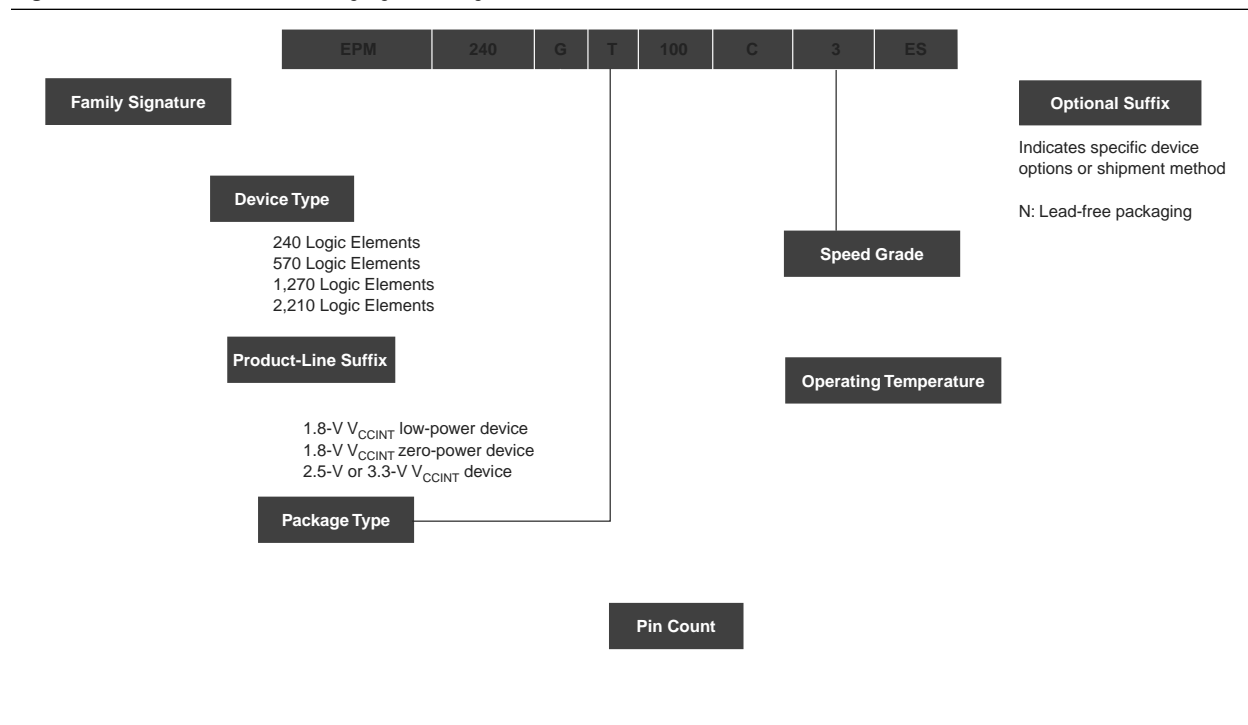 EPM 240 G T 100 C 3 ES
Family Signature
Optional Suffix
Indicates specific device
options or shipment method
N: Lead-free packaging
Device Type
240 Logic Elements
570 Logic Elements
1,270 Logic Elements
2,210 Logic Elements
Speed Grade
Product-Line Suffix
Operating Temperature
1.8-V VCCINT low-power device
1.8-V VCCINT zero-power device
2.5-V or 3.3-V VCCINT device
Package Type
Pin Count